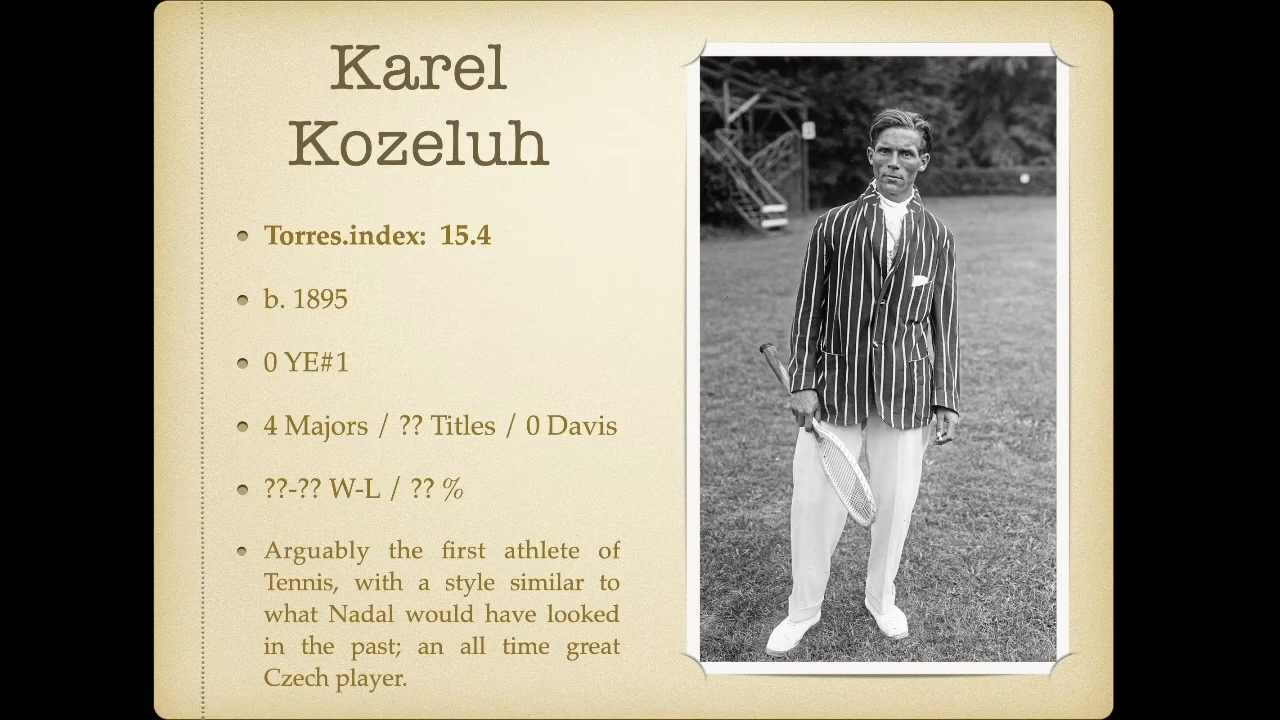 Karel
Kozeluh
Torres.index: 15.4
b. 1895
0 YE#1
4 Majors / ?? Titles / 0 Davis
??-?? W-L / ?? %
Arguably the first athlete of
Tennis, with a style similar to
what Nadal would have looked
in the past; an all time great
Czech player.